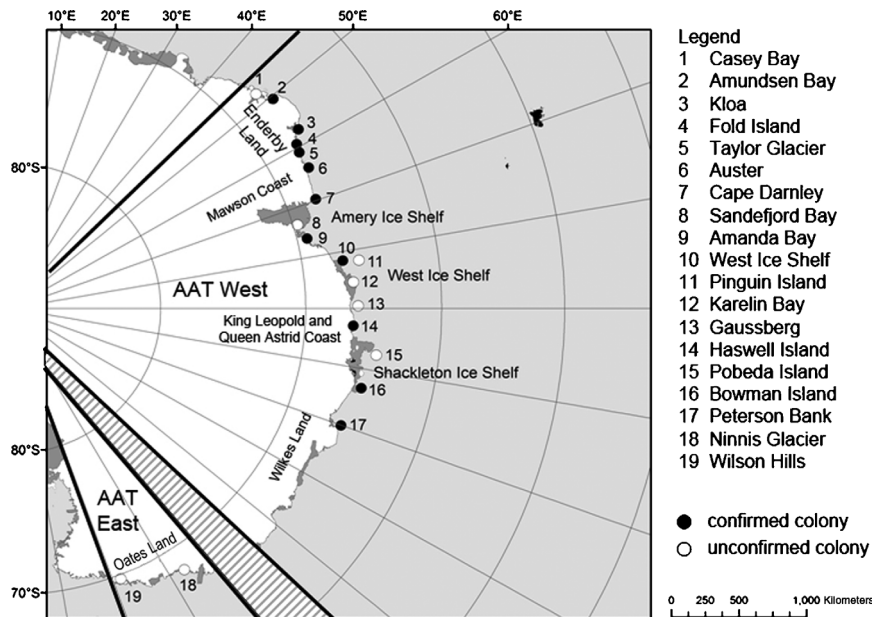 10°E 20°E 30°E 40°E 50°E 60°E
80°S
80°S
70°S
1
2
Enderby
Land
3
4
5
6
Mawson Coast
7
8
Amery Ice Shelf
9
10
11
West Ice Shelf
12
AAT West
13
King Leopold and
Queen Astrid Coast
14
15
Shackleton Ice Shelf
16
17
Wilkes Land
AAT
East
Oates Land
18
19
Legend
1 Casey Bay
2 Amundsen Bay
3 Kloa
4 Fold Island
5 Taylor Glacier
6 Auster
7 Cape Darnley
8 Sandefjord Bay
9 Amanda Bay
10 West Ice Shelf
11 Pinguin Island
12 Karelin Bay
13 Gaussberg
14 Haswell Island
15 Pobeda Island
16 Bowman Island
17 Peterson Bank
18 Ninnis Glacier
19 Wilson Hills
confirmed colony
unconfirmed colony
0 250 500 1,000 Kilometers